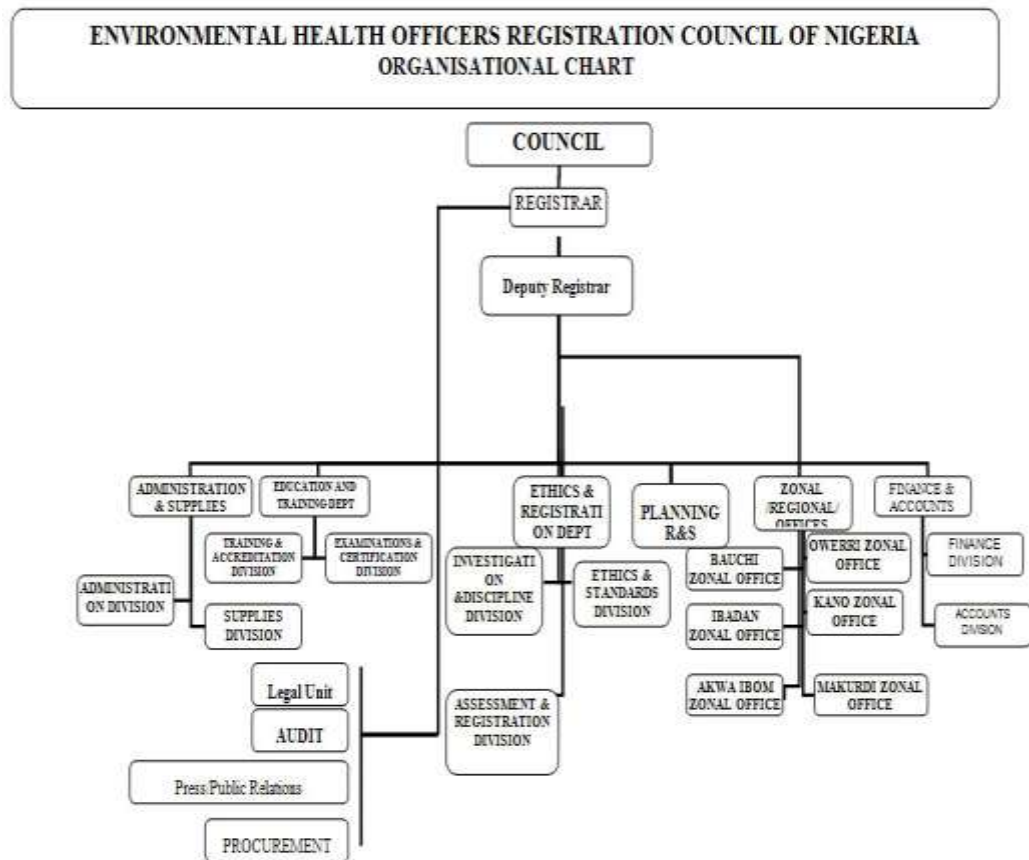 ENVIRONMENTAL HEALTH OFFICERS REGISTRATION COUNCIL OF NIGERIA
ORGANISATIONAL CHART
COUNCIL
REGISTRAR
Deputy Registrar
ADMINISTRATION
& SUPPLIES
EDUCATION AND
TRAINING DEPT
ETHICS &
REGISTRATI
ON DEPT
PLANNING
R&S
ZONAL
/REGIONAL/
OFFICES
FINANCE &
ACCOUNTS
TRAINING &
ACCREDITATION
DIVISION
EXAMINATIONS &
CERTIFICATION
DIVISION
ADMINISTRATI
ON DIVISION
SUPPLIES
DIVISION
INVESTIGATI
ON
&DISCIPLINE
DIVISION
ETHICS &
STANDARDS
DIVISION
ASSESSMENT &
REGISTRATION
DIVISION
BAUCHI
ZONAL OFFICE
OWERRI ZONAL
OFFICE
IBADAN
ZONAL OFFICE
KANO ZONAL
OFFICE
AKWA IBOM
ZONAL OFFICE
MAKURDI ZONAL
OFFICE
FINANCE
DIVISION
ACCOUNTS
DIVISION
Legal Unit
AUDIT
Press/Public Relations
PROCUREMENT